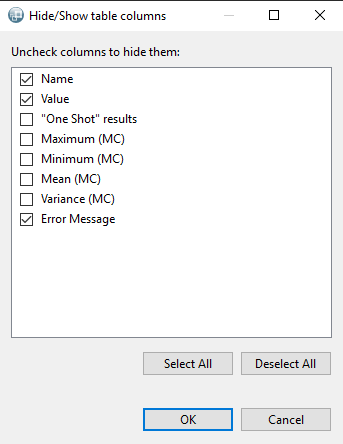 Hide/Show table columns
Uncheck columns to hide them:
Name
Value
"One Shot" results
Maximum (MC)
Minimum (MC)
Mean (MC)
Variance (MC)
Error Message
Select All
Deselect All
OK
Cancel